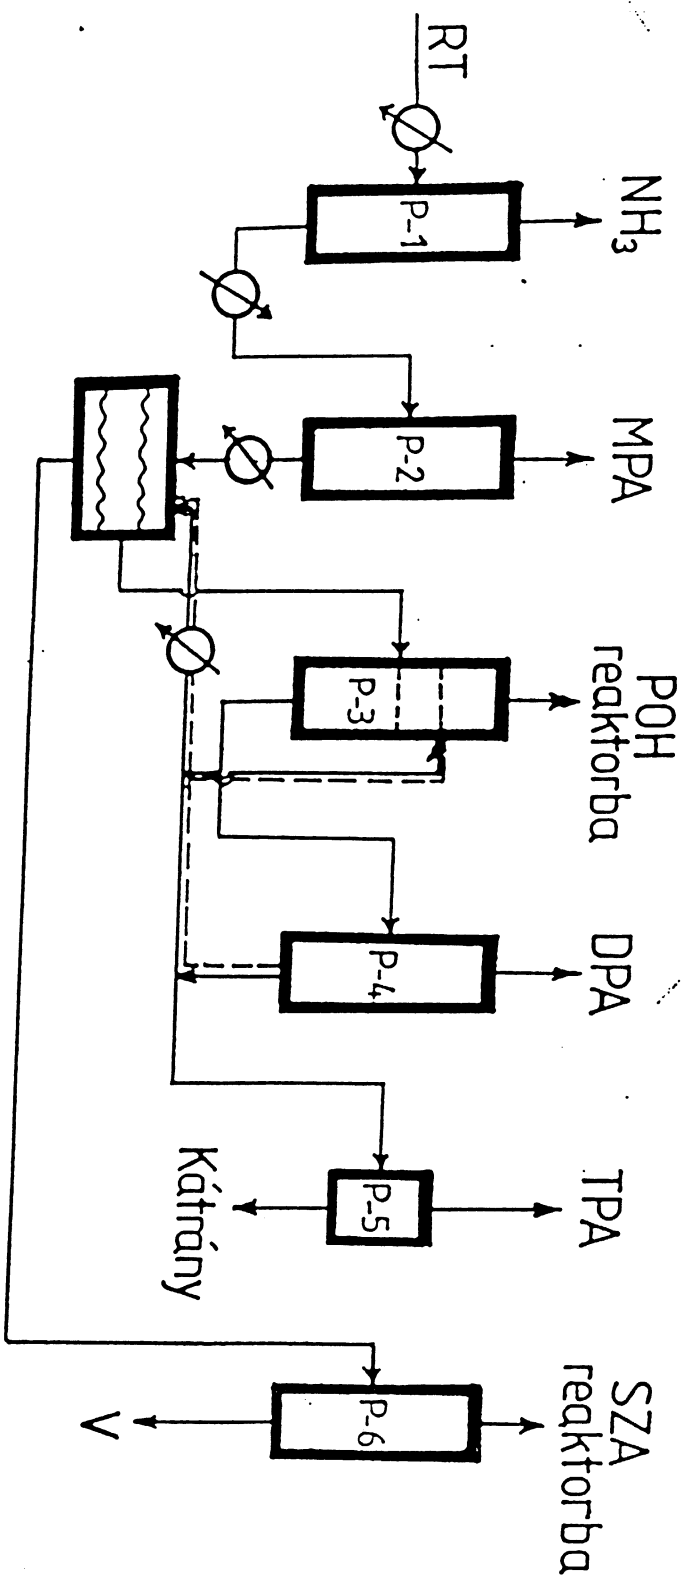 RT
P-1
NH₃
P-2
MPA
P-3
POH
reaktorba
P-4
DPA
P-5
TPA
Kátrány
P-6
SZA
reaktorba
V